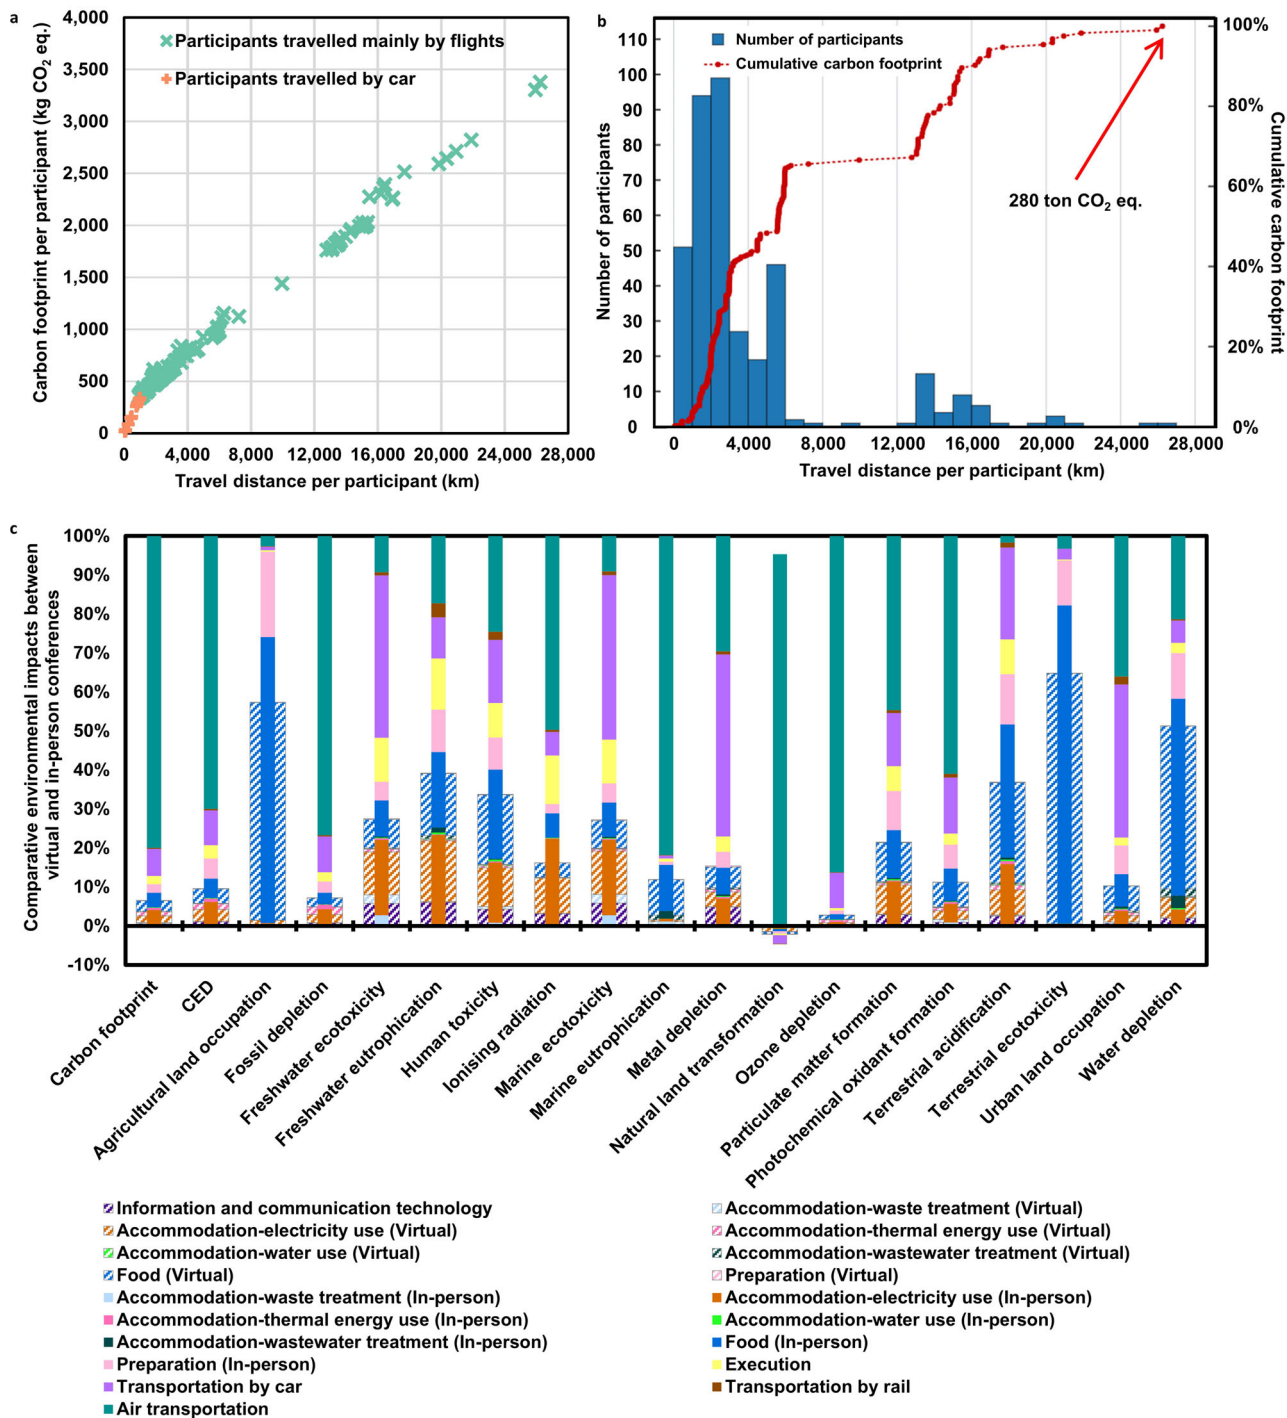 a
4,000
3,500
3,000
2,500
2,000
1,500
1,000
500
0
Carbon footprint per participant (kg CO2 eq.)
Participants travelled mainly by flights
Participants travelled by car
0 4,000 8,000 12,000 16,000 20,000 24,000 28,000
Travel distance per participant (km)
b
110
100
90
80
70
60
50
40
30
20
10
0
Number of participants
Number of participants
Cumulative carbon footprint
280 ton CO2 eq.
100%
80%
60%
40%
20%
0%
Cumulative carbon footprint
0 4,000 8,000 12,000 16,000 20,000 24,000 28,000
Travel distance per participant (km)
c
Comparative environmental impacts between
virtual and in-person conferences
100%
90%
80%
70%
60%
50%
40%
30%
20%
10%
0%
-10%
Carbon footprint
CED
Agricultural land occupation
Fossil depletion
Freshwater ecotoxicity
Freshwater eutrophication
Human toxicity
Ionising radiation
Marine ecotoxicity
Marine eutrophication
Metal depletion
Natural land transformation
Ozone depletion
Particulate matter formation
Photochemical oxidant formation
Terrestrial acidification
Terrestrial ecotoxicity
Urban land occupation
Water depletion
Information and communication technology
Accommodation-waste treatment (Virtual)
Accommodation-electricity use (Virtual)
Accommodation-thermal energy use (Virtual)
Accommodation-water use (Virtual)
Accommodation-wastewater treatment (Virtual)
Food (Virtual)
Preparation (Virtual)
Accommodation-waste treatment (In-person)
Accommodation-electricity use (In-person)
Accommodation-thermal energy use (In-person)
Accommodation-water use (In-person)
Accommodation-wastewater treatment (In-person)
Food (In-person)
Preparation (In-person)
Execution
Transportation by car
Transportation by rail
Air transportation